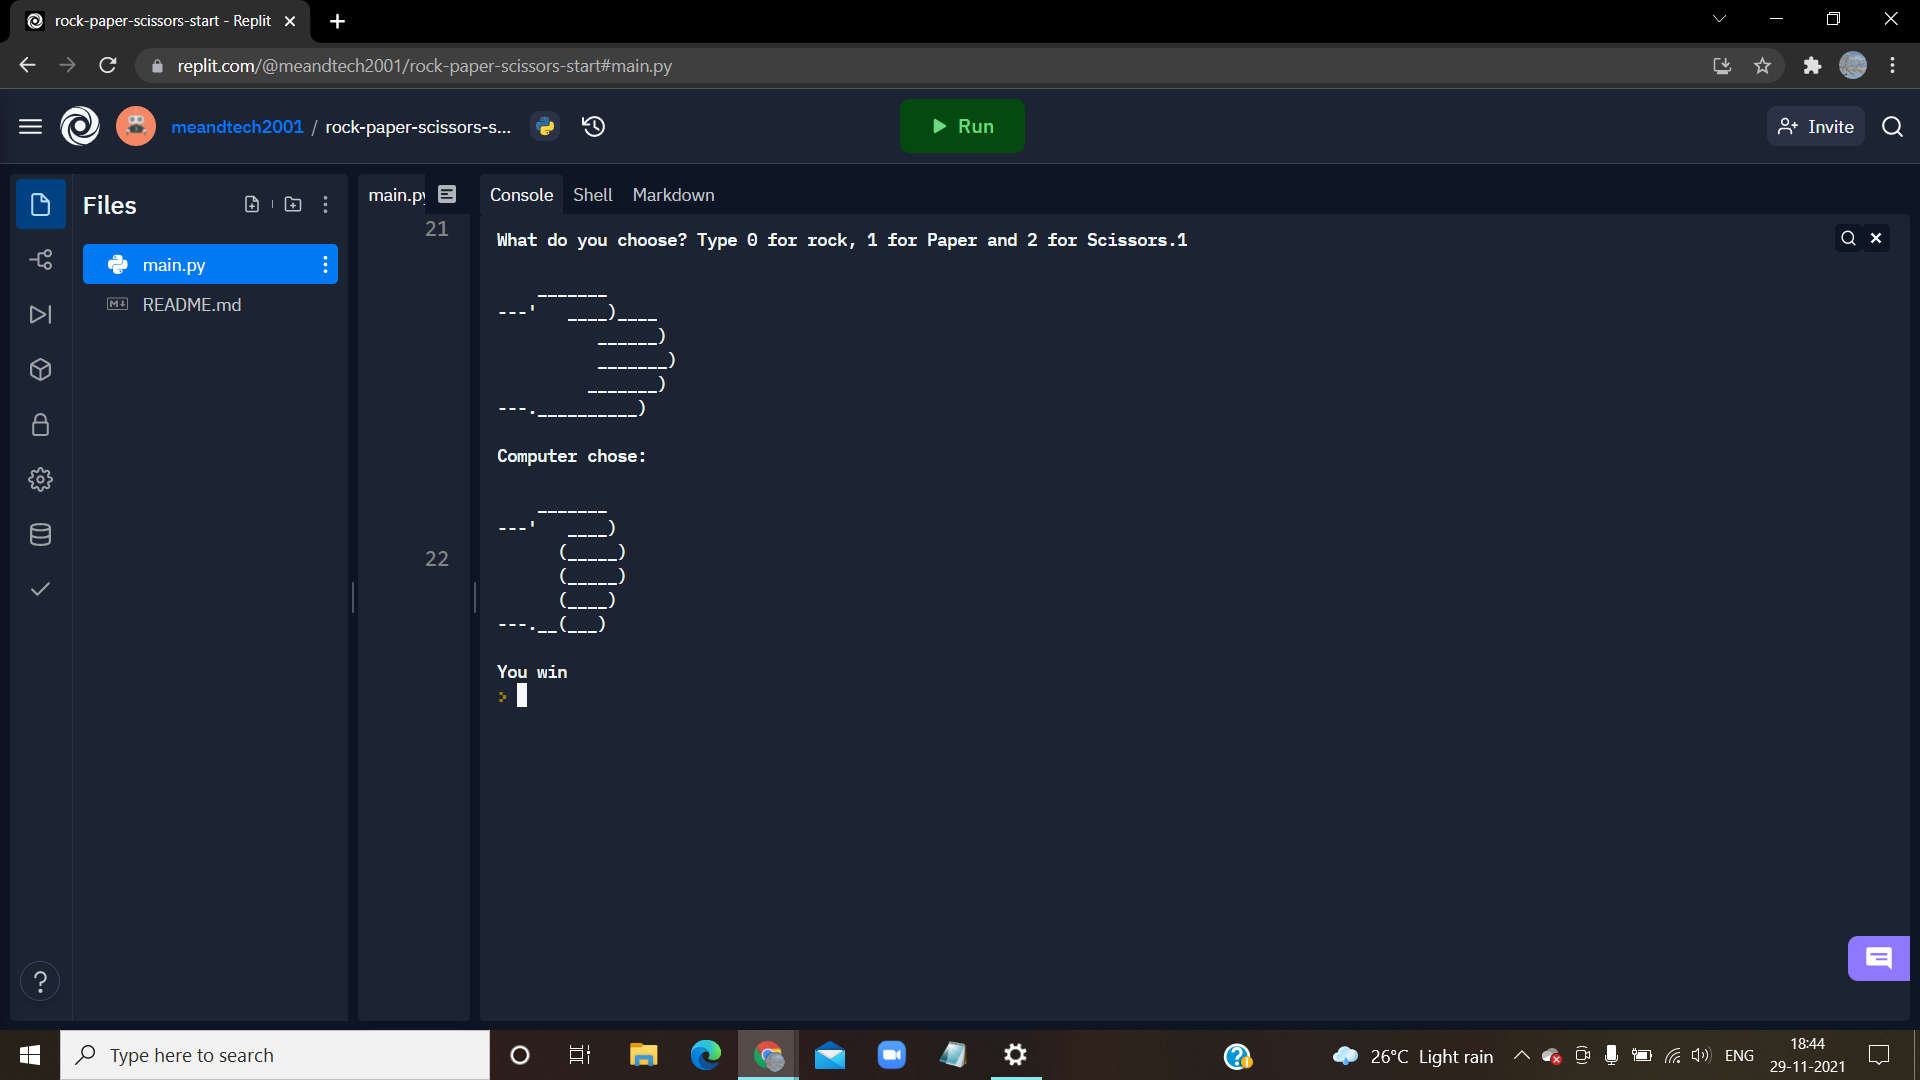 rock-paper-scissors-start - Replit
replit.com/@meandtech2001/rock-paper-scissors-start#main.py
meandtech2001 / rock-paper-scissors-s...
Run
Invite
Files
main.py
README.md
main.py
21
22
Console Shell Markdown
What do you choose? Type 0 for rock, 1 for Paper and 2 for Scissors.1
    _______
---'   ____)____
          ______)
          _______)
         _______)
---.__________)
Computer chose:
    _______
---'   ____)
      (_____)
      (_____)
      (____)
---.__(___)
You win
>
?
Type here to search
26°C Light rain
ENG
18:44
29-11-2021